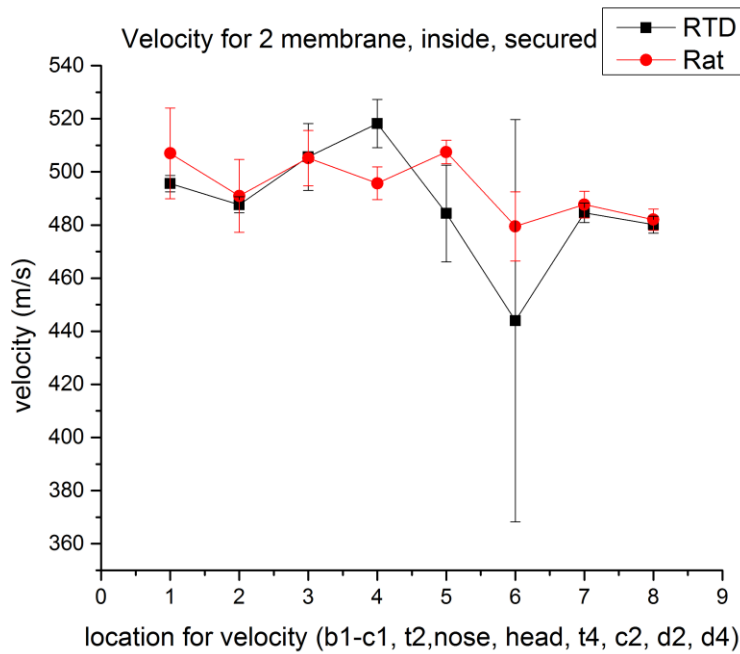 Velocity for 2 membrane, inside, secured
RTD
Rat
540
520
500
480
460
440
420
400
380
360
velocity (m/s)
0 1 2 3 4 5 6 7 8 9
location for velocity (b1-c1, t2,nose, head, t4, c2, d2, d4)